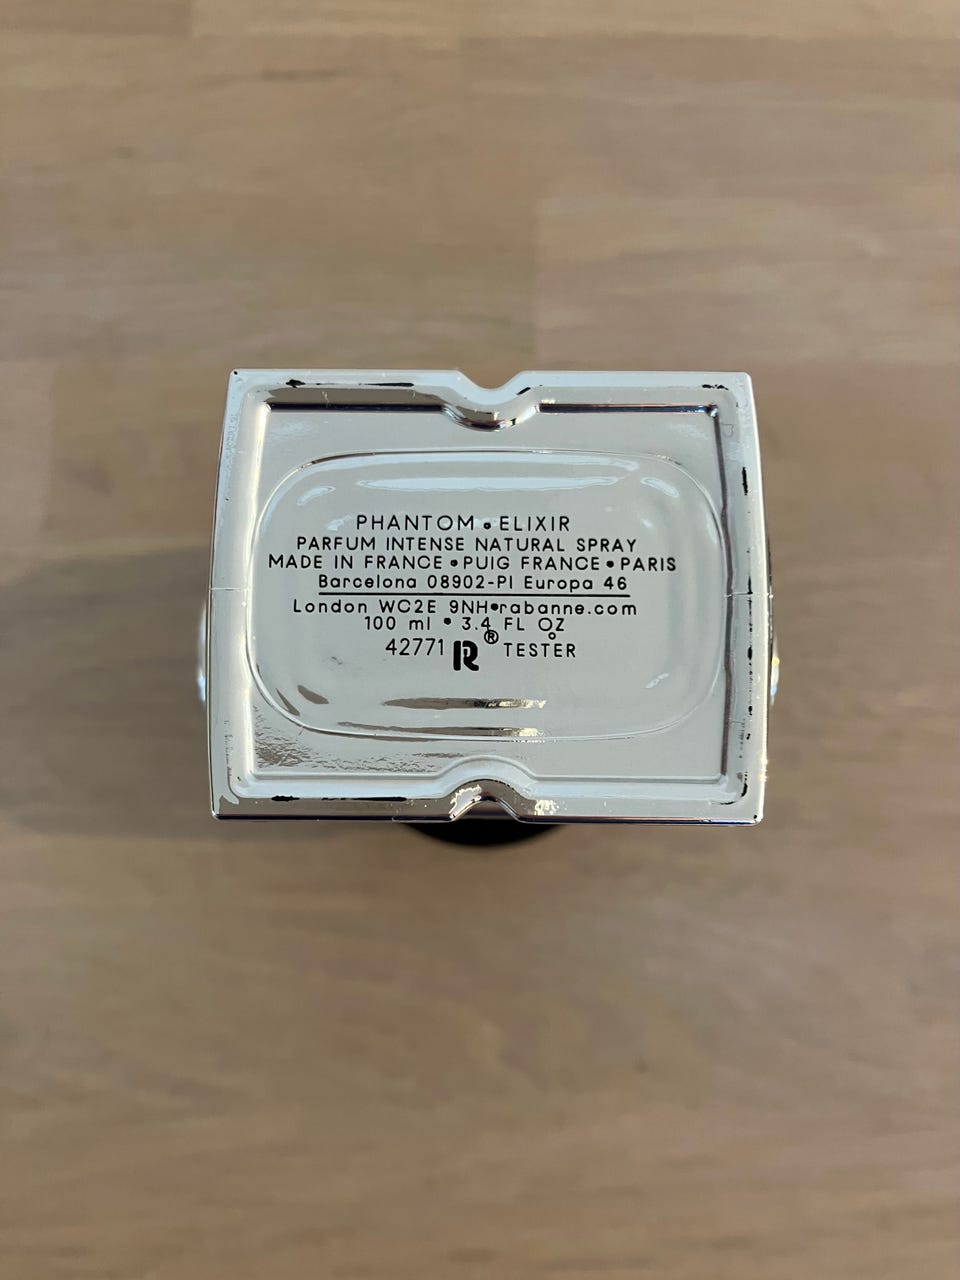 PHANTOM • ELIXIR
PARFUM INTENSE NATURAL SPRAY
MADE IN FRANCE • PUIG FRANCE • PARIS
Barcelona 08902-PI Europa 46
London WC2E 9NH•rabanne.com
100 ml • 3.4 FL OZ
42771 R® TESTER